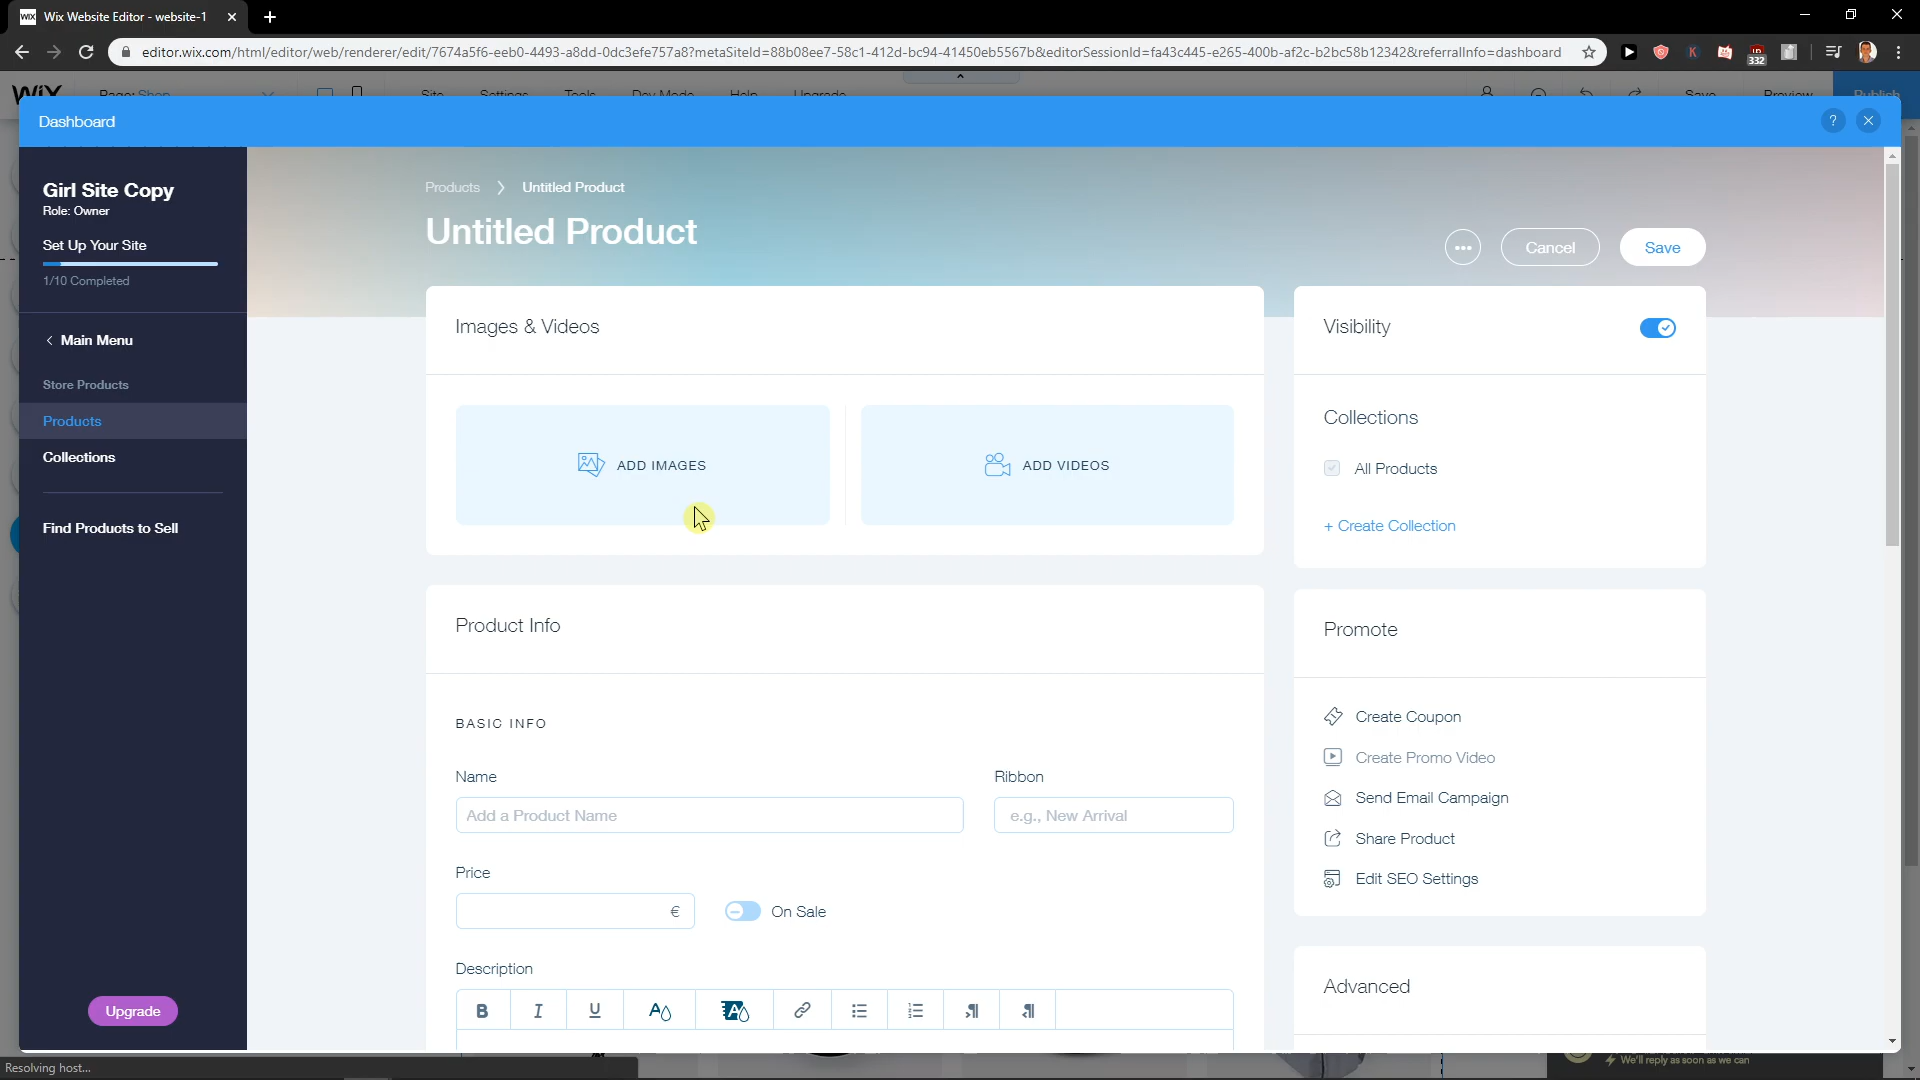 Wix Website Editor - website-1
editor.wix.com/html/editor/web/renderer/edit/7674a5f6-eeb0-4493-a8dd-0dc3efe757a8?metaSiteId=88b08ee7-58c1-412d-bc94-41450eb5567b&editorSessionId=fa43c445-e265-400b-af2c-b2bc58b12342&referralInfo=dashboard
332
WiX Page: Shop Site Settings Tools Dev Mode Help Upgrade Save Preview Publish
Dashboard
?
Girl Site Copy
Role: Owner
Set Up Your Site
1/10 Completed
Main Menu
Store Products
Products
Collections
Find Products to Sell
Upgrade
Products > Untitled Product
Untitled Product
Cancel
Save
Images & Videos
ADD IMAGES
ADD VIDEOS
Product Info
BASIC INFO
Name
Add a Product Name
Ribbon
e.g., New Arrival
Price
€
On Sale
Description
B I U A A
Visibility
Collections
All Products
+ Create Collection
Promote
Create Coupon
Create Promo Video
Send Email Campaign
Share Product
Edit SEO Settings
Advanced
Resolving host...
We'll reply as soon as we can